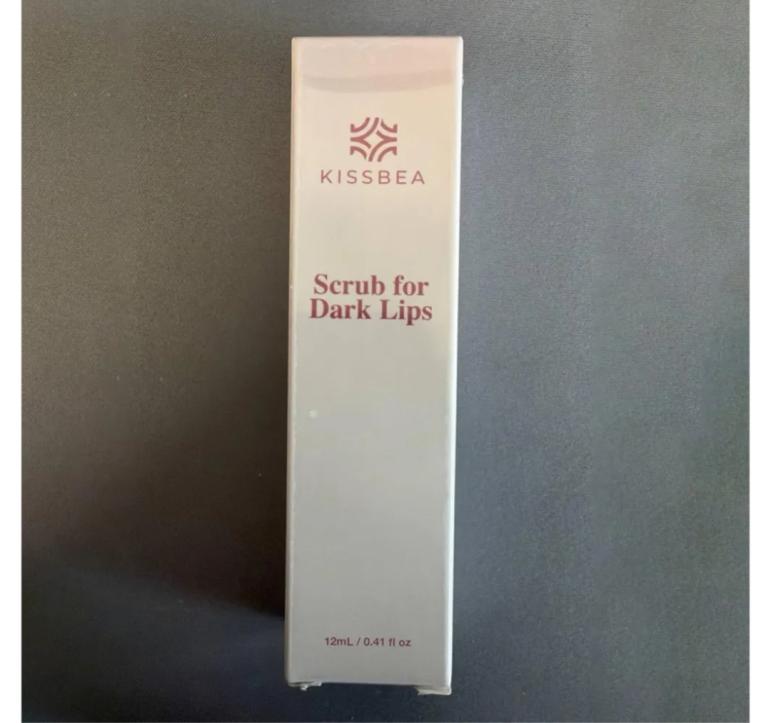 KISSBEA
Scrub for
Dark Lips
12mL / 0.41 fl oz